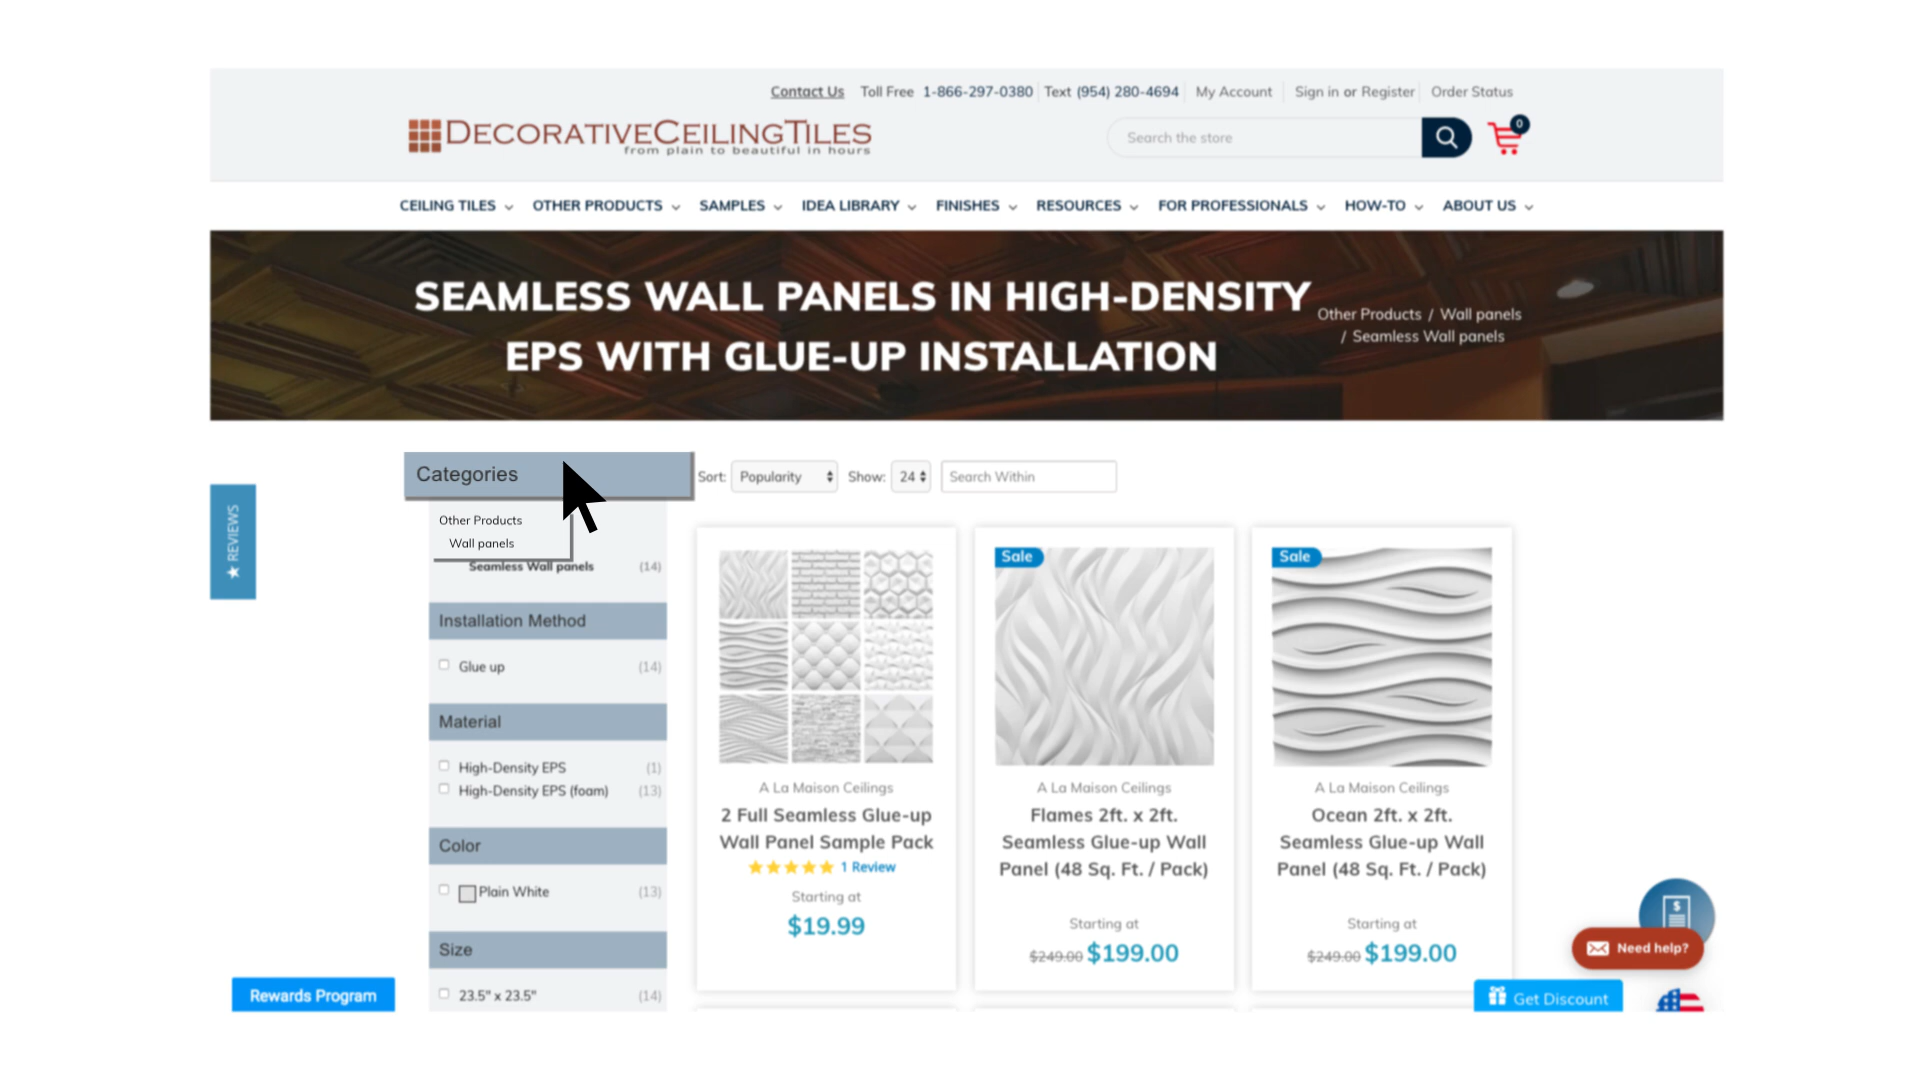 Contact Us Toll Free 1-866-297-0380 Text (954) 280-4694 My Account Sign in or Register Order Status
DECORATIVECEILINGTILES
from plain to beautiful in hours
Search the store
0
CEILING TILES OTHER PRODUCTS SAMPLES IDEA LIBRARY FINISHES RESOURCES FOR PROFESSIONALS HOW-TO ABOUT US
SEAMLESS WALL PANELS IN HIGH-DENSITY
EPS WITH GLUE-UP INSTALLATION
Other Products / Wall panels
/ Seamless Wall panels
Categories
Sort: Popularity Show: 24 Search Within
★ REVIEWS
Other Products
Wall panels
Seamless Wall panels (14)
Installation Method
Glue up (14)
Material
High-Density EPS (1)
High-Density EPS (foam) (13)
Color
Plain White (13)
Size
23.5" x 23.5" (14)
A La Maison Ceilings
2 Full Seamless Glue-up
Wall Panel Sample Pack
1 Review
Starting at
$19.99
Sale
A La Maison Ceilings
Flames 2ft. x 2ft.
Seamless Glue-up Wall
Panel (48 Sq. Ft. / Pack)
Starting at
$249.00 $199.00
Sale
A La Maison Ceilings
Ocean 2ft. x 2ft.
Seamless Glue-up Wall
Panel (48 Sq. Ft. / Pack)
Starting at
$249.00 $199.00
$
Need help?
Rewards Program
Get Discount